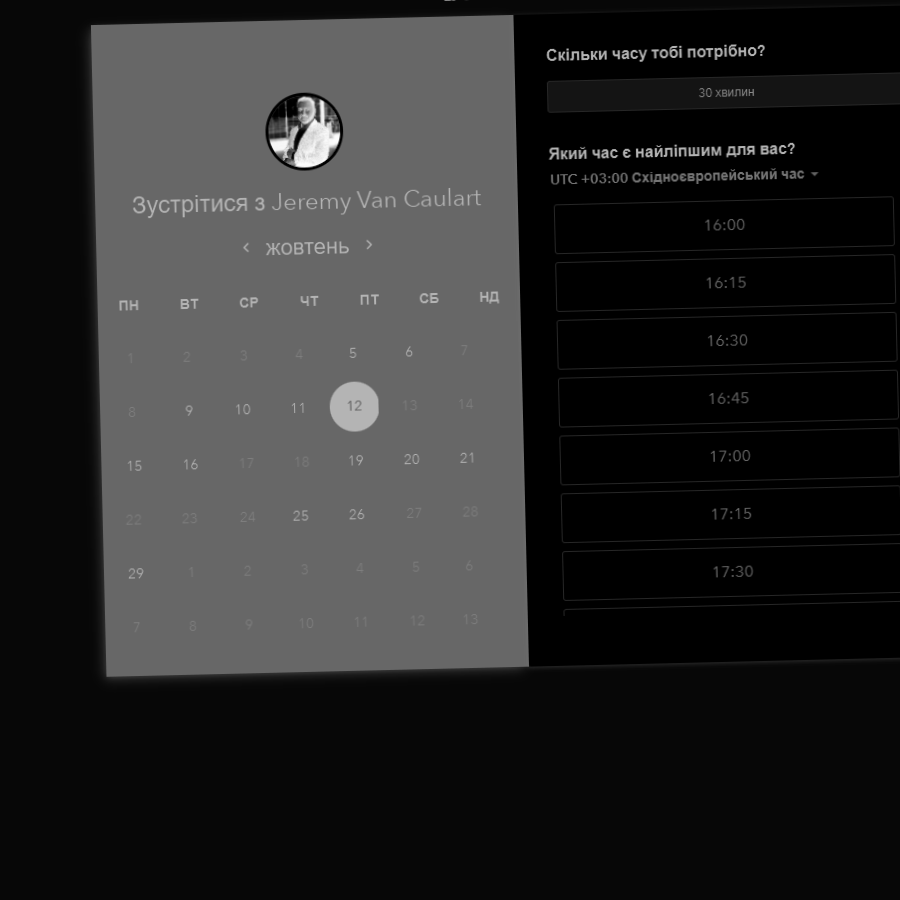 Зустрітися з Jeremy Van Caulart
‹ жовтень ›
ПН ВТ СР ЧТ ПТ СБ НД
1 2 3 4 5 6 7
8 9 10 11 12 13 14
15 16 17 18 19 20 21
22 23 24 25 26 27 28
29 1 2 3 4 5 6
7 8 9 10 11 12 13
Скільки часу тобі потрібно?
30 хвилин
Який час є найліпшим для вас?
UTC +03:00 Східноєвропейський час
16:00
16:15
16:30
16:45
17:00
17:15
17:30